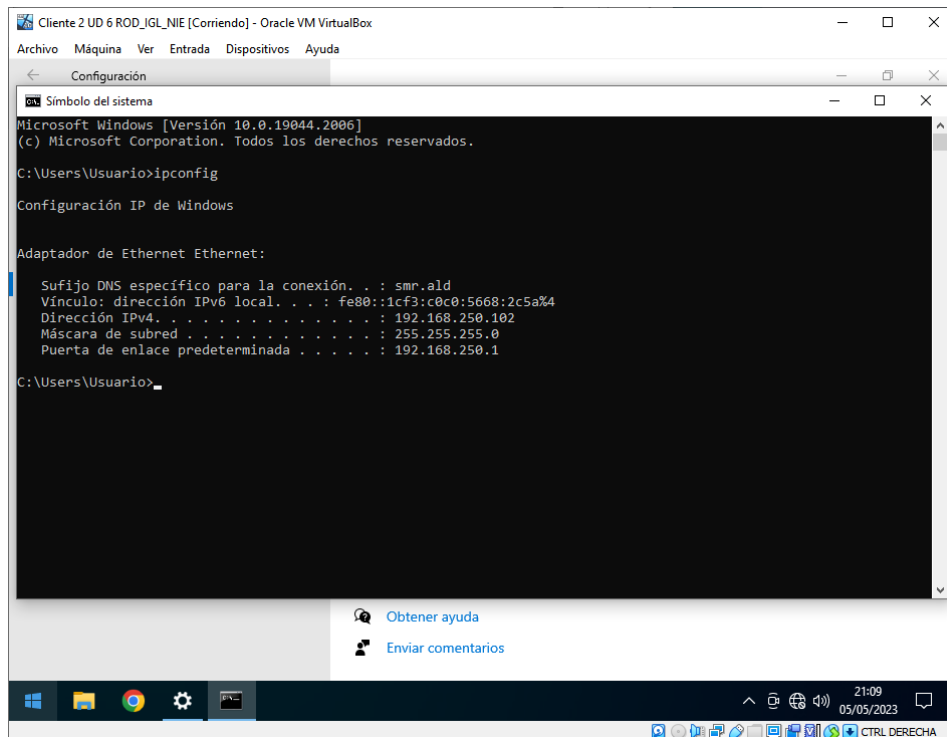 Cliente 2 UD 6 ROD_IGL_NIE [Corriendo] - Oracle VM VirtualBox
Archivo Máquina Ver Entrada Dispositivos Ayuda
Configuración
Símbolo del sistema
Microsoft Windows [Versión 10.0.19044.2006]
(c) Microsoft Corporation. Todos los derechos reservados.
C:\Users\Usuario>ipconfig
Configuración IP de Windows
Adaptador de Ethernet Ethernet:
Sufijo DNS específico para la conexión. . : smr.ald
Vínculo: dirección IPv6 local. . . : fe80::1cf3:c0c0:5668:2c5a%4
Dirección IPv4. . . . . . . . . . . . . . : 192.168.250.102
Máscara de subred . . . . . . . . . . . . : 255.255.255.0
Puerta de enlace predeterminada . . . . . : 192.168.250.1
C:\Users\Usuario>
Obtener ayuda
Enviar comentarios
21:09
05/05/2023
CTRL DERECHA